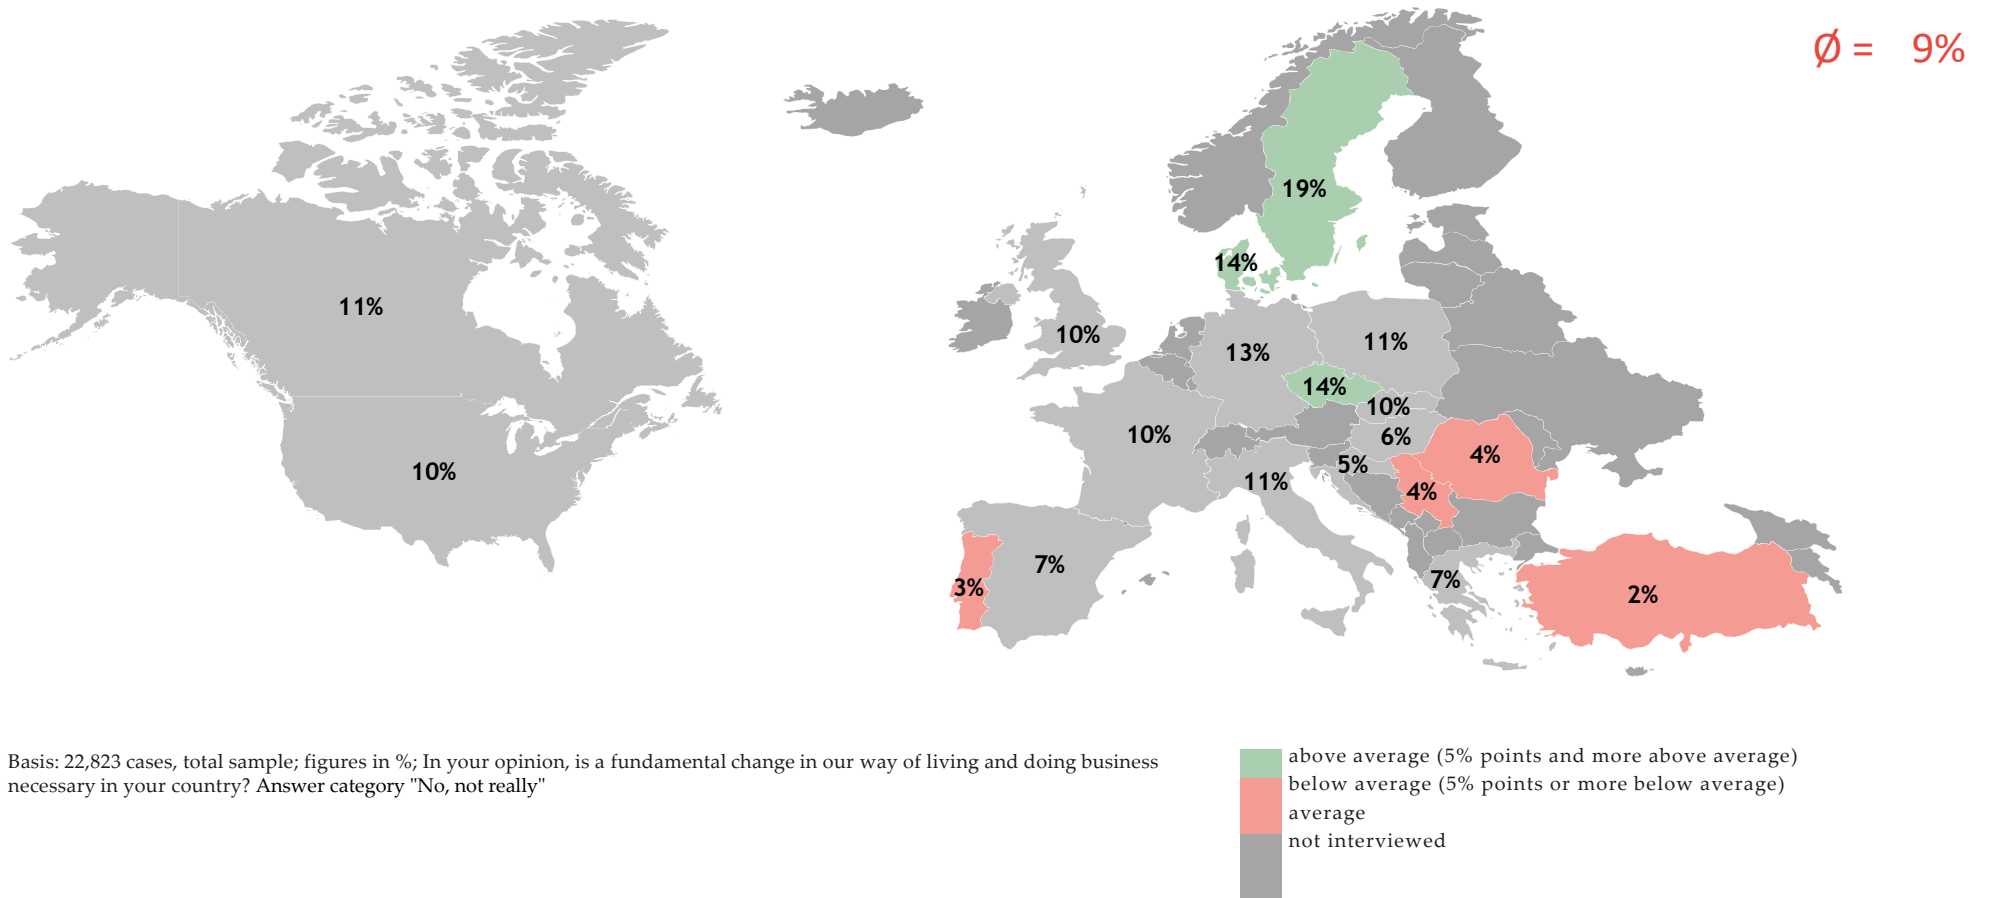 Ø = 9%
19%
14%
11%
10%
13%
11%
14%
10%
10%
6%
4%
5%
10%
11%
4%
7%
7%
3%
2%
Basis: 22,823 cases, total sample; figures in %; In your opinion, is a fundamental change in our way of living and doing business
necessary in your country? Answer category "No, not really"
above average (5% points and more above average)
below average (5% points or more below average)
average
not interviewed